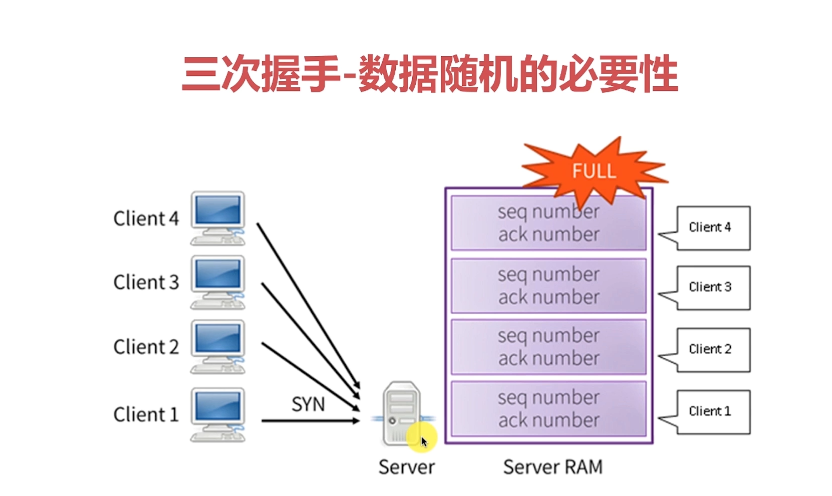 三次握手-数据随机的必要性
FULL
Client 4
seq number
ack number
Client 4
Client 3
seq number
ack number
Client 3
Client 2
seq number
ack number
Client 2
Client 1
SYN
seq number
ack number
Client 1
Server
Server RAM